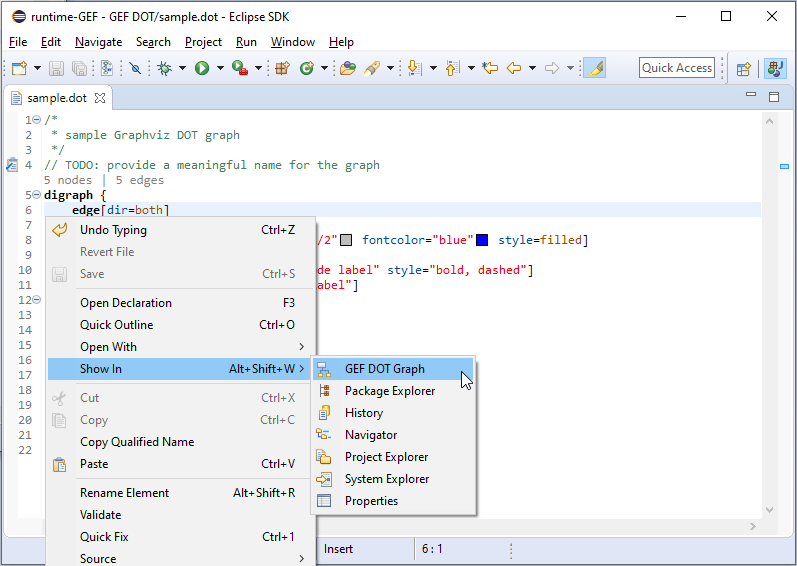 runtime-GEF - GEF DOT/sample.dot - Eclipse SDK
File Edit Navigate Search Project Run Window Help
Quick Access
sample.dot
1 /*
2 * sample Graphviz DOT graph
3 */
4 // TODO: provide a meaningful name for the graph
5 nodes | 5 edges
5 digraph {
6 edge[dir=both]
7
8 /2" fontcolor="blue" style=filled]
9
10 de label" style="bold, dashed"]
11 abel"]
12
13
14
15
16
17
18
19
20
21
22
Undo Typing Ctrl+Z
Revert File
Save Ctrl+S
Open Declaration F3
Quick Outline Ctrl+O
Open With
Show In Alt+Shift+W
Cut Ctrl+X
Copy Ctrl+C
Copy Qualified Name
Paste Ctrl+V
Rename Element Alt+Shift+R
Validate
Quick Fix Ctrl+1
Source
GEF DOT Graph
Package Explorer
History
Navigator
Project Explorer
System Explorer
Properties
Insert 6 : 1